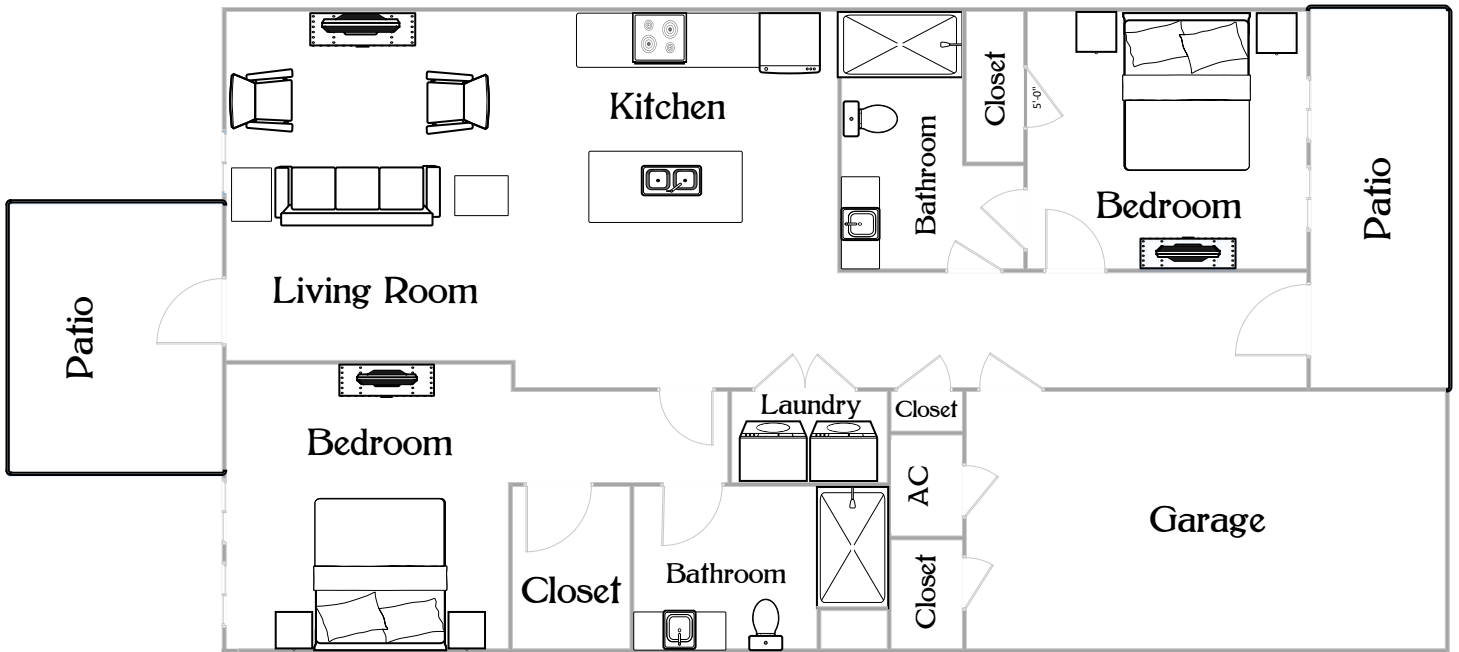 Kitchen
Closet
5'-0"
Bathroom
Bedroom
Patio
Living Room
Patio
Laundry
Closet
Bedroom
AC
Garage
Closet
Bathroom
Closet